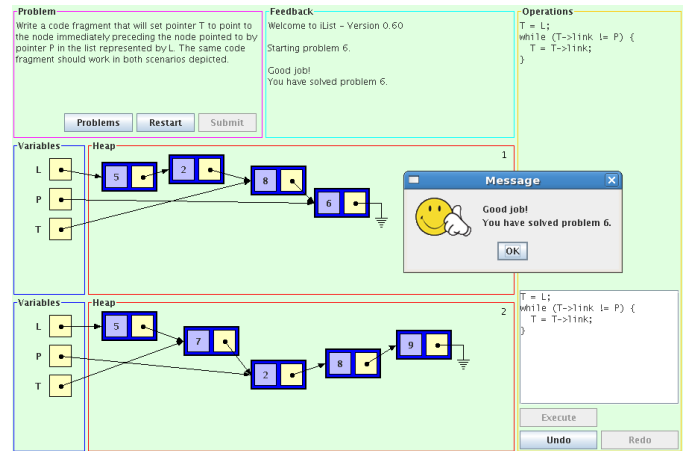 Problem
Write a code fragment that will set pointer T to point to
the node immediately preceding the node pointed to by
pointer P in the list represented by L. The same code
fragment should work in both scenarios depicted.
Problems
Restart
Submit
Feedback
Welcome to iList - Version 0.60
Starting problem 6.
Good job!
You have solved problem 6.
Operations
T = L;
while (T->link != P) {
T = T->link;
}
Variables
L
P
T
Heap
1
5
2
8
6
Message
Good job!
You have solved problem 6.
OK
Variables
L
P
T
Heap
2
5
7
2
8
9
T = L;
while (T->link != P) {
T = T->link;
}
Execute
Undo
Redo